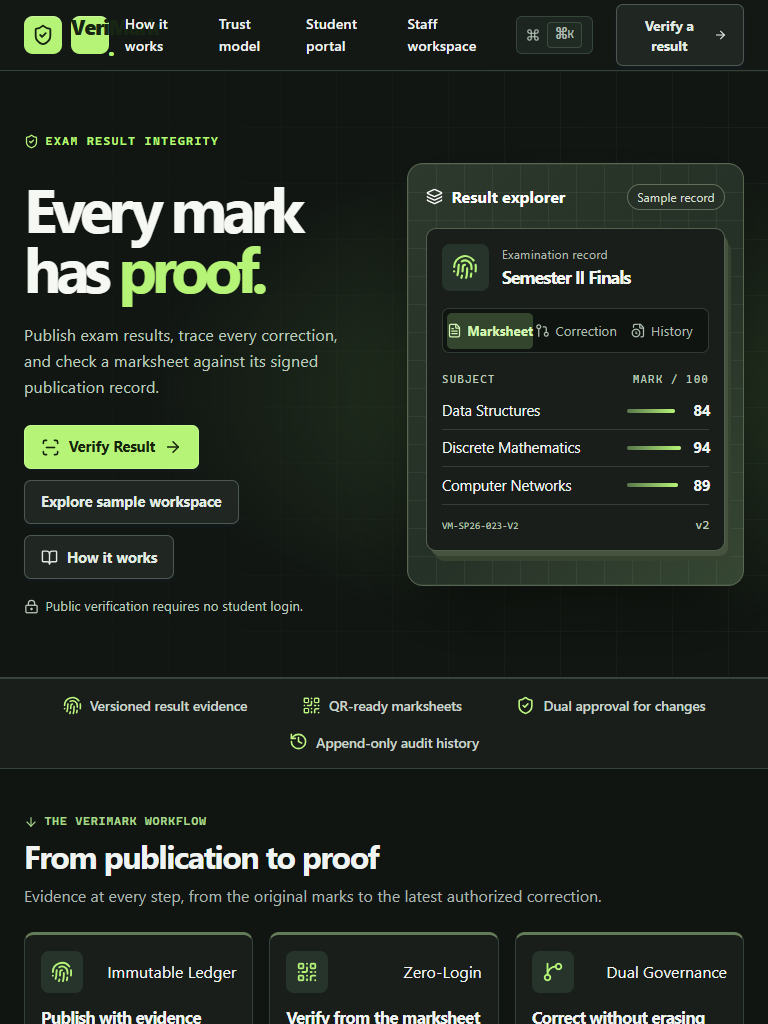 VeriMark
How it works
Trust model
Student portal
Staff workspace
⌘ ⌘K
Verify a result →
EXAM RESULT INTEGRITY
Every mark
has proof.
Publish exam results, trace every correction,
and check a marksheet against its signed
publication record.
Verify Result →
Explore sample workspace
How it works
Public verification requires no student login.
Result explorer
Sample record
Examination record
Semester II Finals
Marksheet Correction History
SUBJECT MARK / 100
Data Structures 84
Discrete Mathematics 94
Computer Networks 89
VM-SP26-023-V2 v2
Versioned result evidence
QR-ready marksheets
Dual approval for changes
Append-only audit history
↓ THE VERIMARK WORKFLOW
From publication to proof
Evidence at every step, from the original marks to the latest authorized correction.
Immutable Ledger
Publish with evidence
Zero-Login
Verify from the marksheet
Dual Governance
Correct without erasing